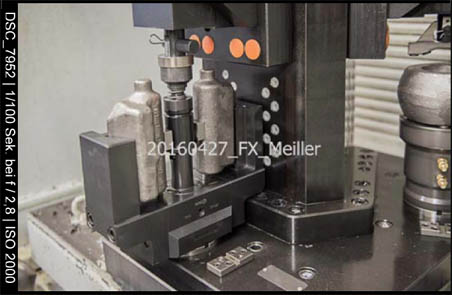 DSC_7952 | 1/100 Sek. bei f / 2.8 | ISO 2000
20160427_FX_Meiller